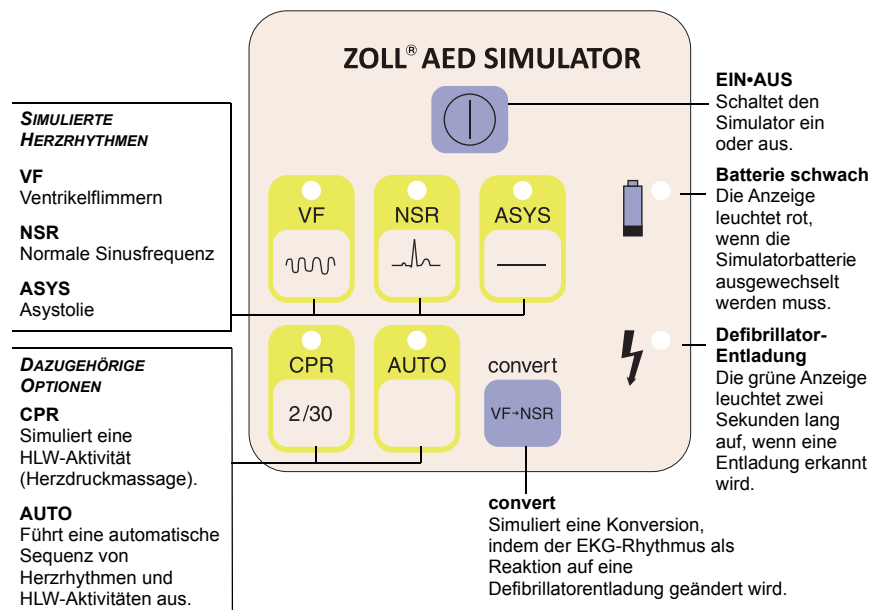 ZOLL® AED SIMULATOR
EIN•AUS
Schaltet den
Simulator ein
oder aus.
SIMULIERTE
HERZRHYTHMEN
VF
Ventrikelflimmern
NSR
Normale Sinusfrequenz
ASYS
Asystolie
VF
NSR
ASYS
Batterie schwach
Die Anzeige
leuchtet rot,
wenn die
Simulatorbatterie
ausgewechselt
werden muss.
DAZUGEHÖRIGE
OPTIONEN
CPR
Simuliert eine
HLW-Aktivität
(Herzdruckmassage).
AUTO
Führt eine automatische
Sequenz von
Herzrhythmen und
HLW-Aktivitäten aus.
CPR
2/30
AUTO
convert
VF→NSR
Defibrillator-
Entladung
Die grüne Anzeige
leuchtet zwei
Sekunden lang
auf, wenn eine
Entladung erkannt
wird.
convert
Simuliert eine Konversion,
indem der EKG-Rhythmus als
Reaktion auf eine
Defibrillatorentladung geändert wird.